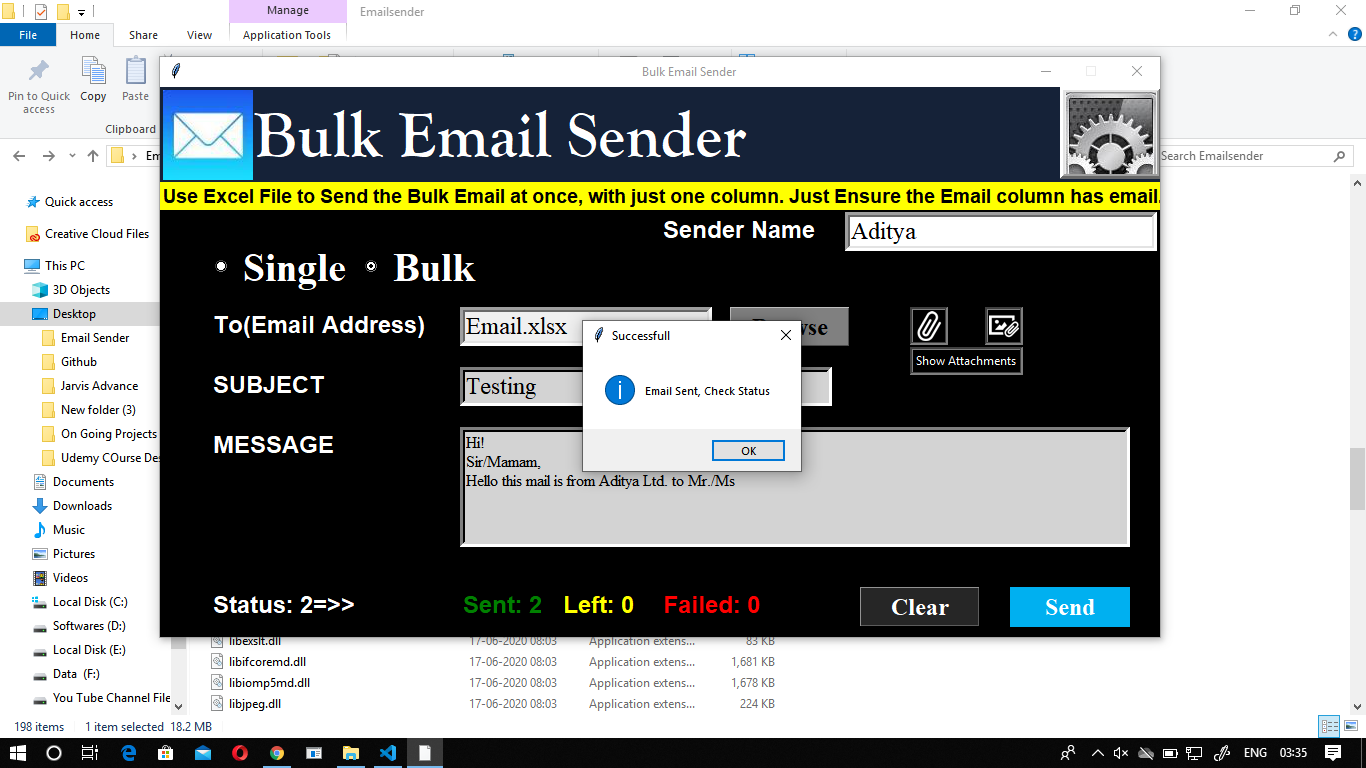 Manage
Emailsender
File
Home
Share
View
Application Tools
Pin to Quick access
Copy
Paste
Clipboard
Search Emailsender
Bulk Email Sender
Bulk Email Sender
Use Excel File to Send the Bulk Email at once, with just one column. Just Ensure the Email column has email.
Sender Name
Aditya
Single
Bulk
To(Email Address)
Email.xlsx
Show Attachments
SUBJECT
Testing
MESSAGE
Hi!
Sir/Mamam,
Hello this mail is from Aditya Ltd. to Mr./Ms
Successfull
Email Sent, Check Status
OK
Status: 2=>>
Sent: 2
Left: 0
Failed: 0
Clear
Send
Quick access
Creative Cloud Files
This PC
3D Objects
Desktop
Email Sender
Github
Jarvis Advance
New folder (3)
On Going Projects
Udemy COurse Des
Documents
Downloads
Music
Pictures
Videos
Local Disk (C:)
Softwares (D:)
Local Disk (E:)
Data (F:)
You Tube Channel File
libexslt.dll 17-06-2020 08:03 Application extens... 83 KB
libifcoremd.dll 17-06-2020 08:03 Application extens... 1,681 KB
libiomp5md.dll 17-06-2020 08:03 Application extens... 1,678 KB
libjpeg.dll 17-06-2020 08:03 Application extens... 224 KB
198 items
1 item selected 18.2 MB
ENG
03:35